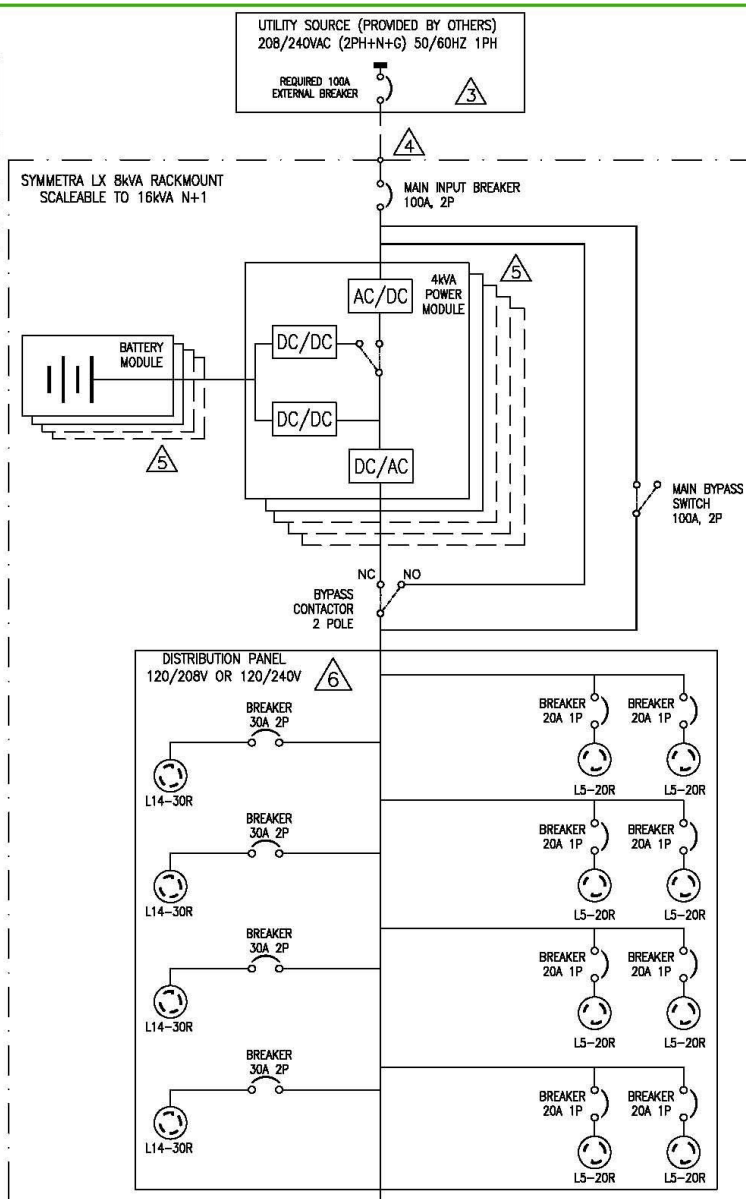 UTILITY SOURCE (PROVIDED BY OTHERS)
208/240VAC (2PH+N+G) 50/60HZ 1PH
REQUIRED 100A
EXTERNAL BREAKER
3
4
SYMMETRA LX 8kVA RACKMOUNT
SCALEABLE TO 16kVA N+1
MAIN INPUT BREAKER
100A, 2P
5
4kVA
POWER
MODULE
AC/DC
BATTERY
MODULE
DC/DC
DC/DC
5
DC/AC
MAIN BYPASS
SWITCH
100A, 2P
NC
NO
BYPASS
CONTACTOR
2 POLE
DISTRIBUTION PANEL
120/208V OR 120/240V
6
BREAKER
30A 2P
L14-30R
BREAKER
20A 1P
BREAKER
20A 1P
L5-20R
L5-20R
BREAKER
30A 2P
L14-30R
BREAKER
20A 1P
BREAKER
20A 1P
L5-20R
L5-20R
BREAKER
30A 2P
L14-30R
BREAKER
20A 1P
BREAKER
20A 1P
L5-20R
L5-20R
BREAKER
30A 2P
L14-30R
BREAKER
20A 1P
BREAKER
20A 1P
L5-20R
L5-20R